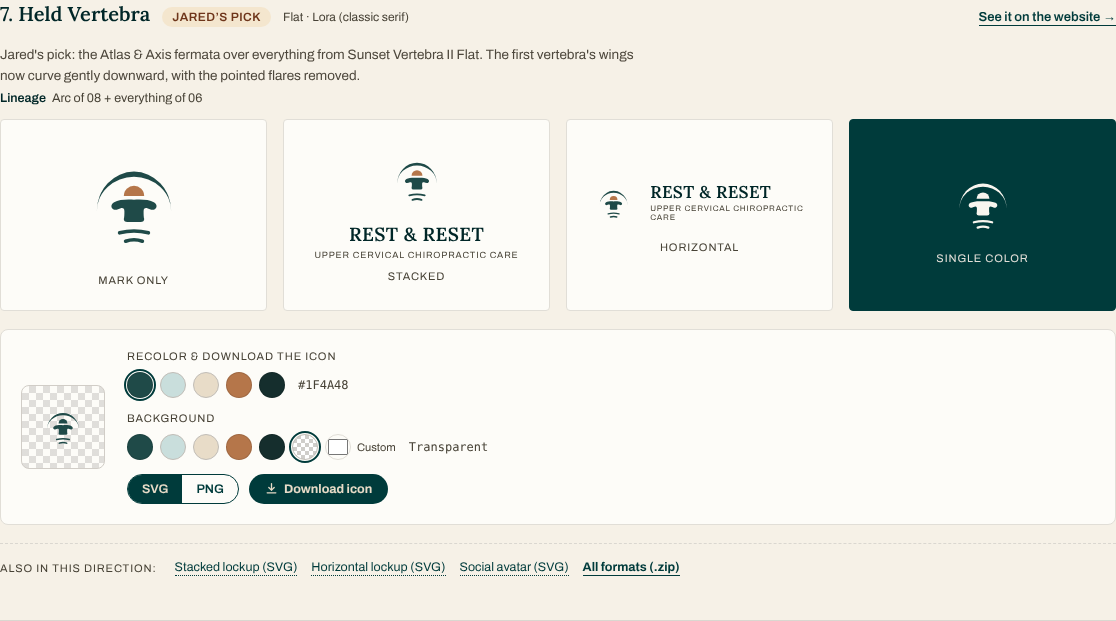 7. Held Vertebra
JARED'S PICK
Flat · Lora (classic serif)
See it on the website →
Jared's pick: the Atlas & Axis fermata over everything from Sunset Vertebra II Flat. The first vertebra's wings
now curve gently downward, with the pointed flares removed.
Lineage Arc of 08 + everything of 06
MARK ONLY
REST & RESET
UPPER CERVICAL CHIROPRACTIC CARE
STACKED
REST & RESET
UPPER CERVICAL CHIROPRACTIC
CARE
HORIZONTAL
SINGLE COLOR
RECOLOR & DOWNLOAD THE ICON
#1F4A48
BACKGROUND
Custom
Transparent
SVG
PNG
Download icon
ALSO IN THIS DIRECTION:
Stacked lockup (SVG)
Horizontal lockup (SVG)
Social avatar (SVG)
All formats (.zip)